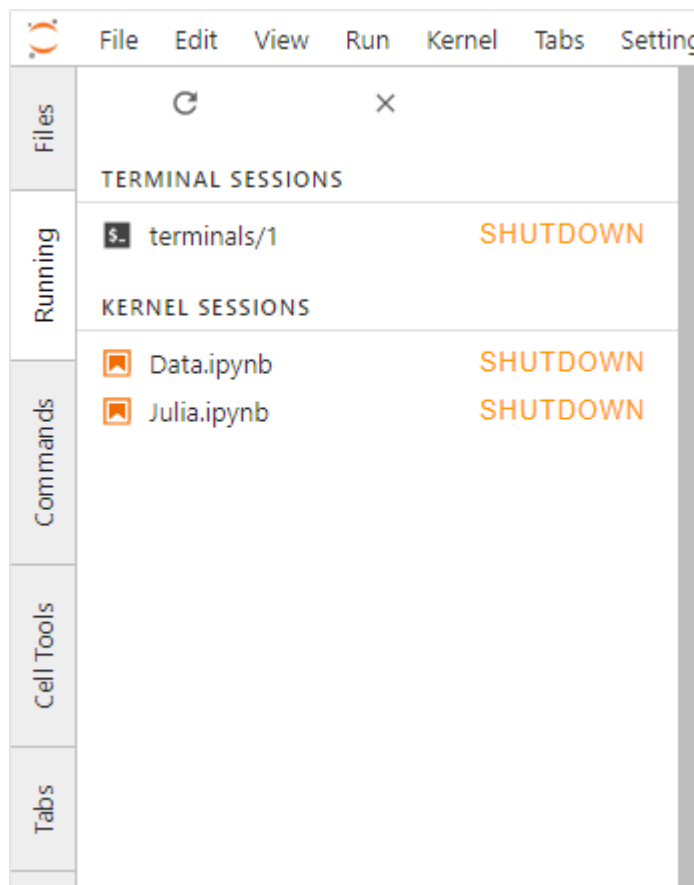 File Edit View Run Kernel Tabs Setting
Files
TERMINAL SESSIONS
$_ terminals/1 SHUTDOWN
Running
KERNEL SESSIONS
Data.ipynb SHUTDOWN
Julia.ipynb SHUTDOWN
Commands
Cell Tools
Tabs